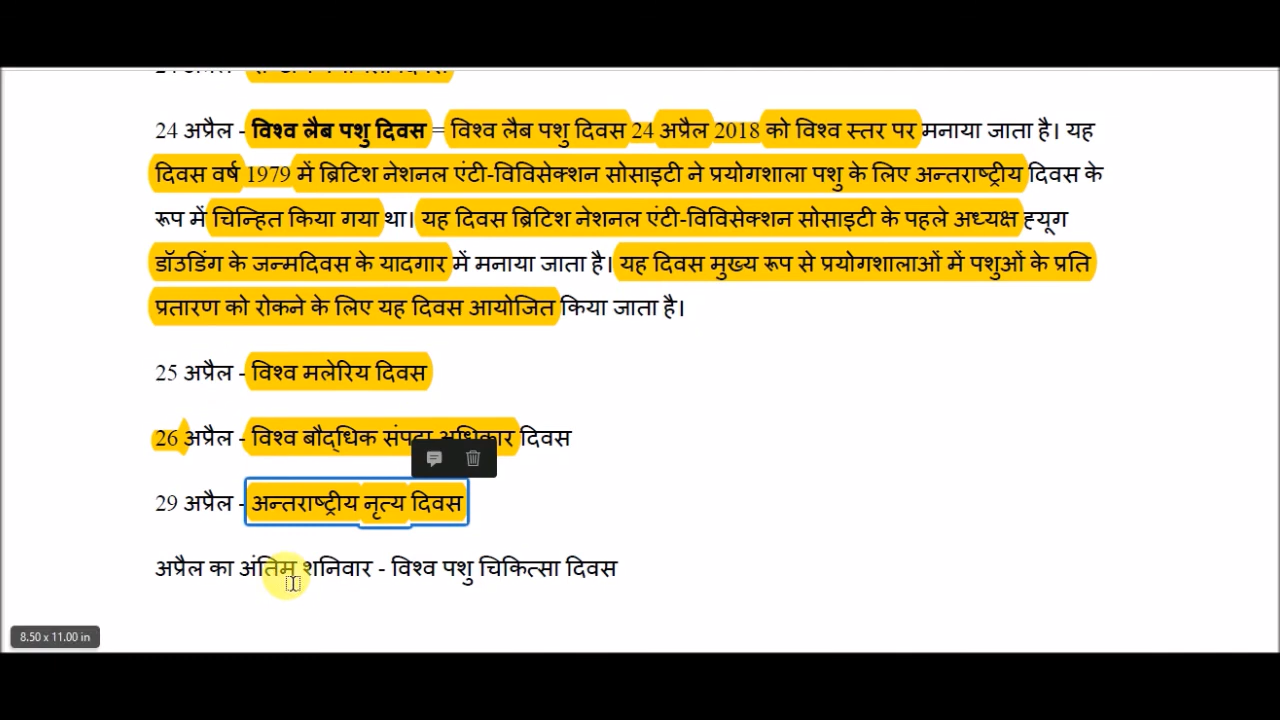 24 अप्रैल - विश्व लैब पशु दिवस = विश्व लैब पशु दिवस 24 अप्रैल 2018 को विश्व स्तर पर मनाया जाता है। यह
दिवस वर्ष 1979 में ब्रिटिश नेशनल एंटी-विविसेक्शन सोसाइटी ने प्रयोगशाला पशु के लिए अन्तराष्ट्रीय दिवस के
रूप में चिन्हित किया गया था। यह दिवस ब्रिटिश नेशनल एंटी-विविसेक्शन सोसाइटी के पहले अध्यक्ष ह्यूग
डॉउडिंग के जन्मदिवस के यादगार में मनाया जाता है। यह दिवस मुख्य रूप से प्रयोगशालाओं में पशुओं के प्रति
प्रतारण को रोकने के लिए यह दिवस आयोजित किया जाता है।
25 अप्रैल - विश्व मलेरिय दिवस
26 अप्रैल - विश्व बौद्धिक संपदा अधिकार दिवस
29 अप्रैल - अन्तराष्ट्रीय नृत्य दिवस
अप्रैल का अंतिम शनिवार - विश्व पशु चिकित्सा दिवस
8.50 x 11.00 in